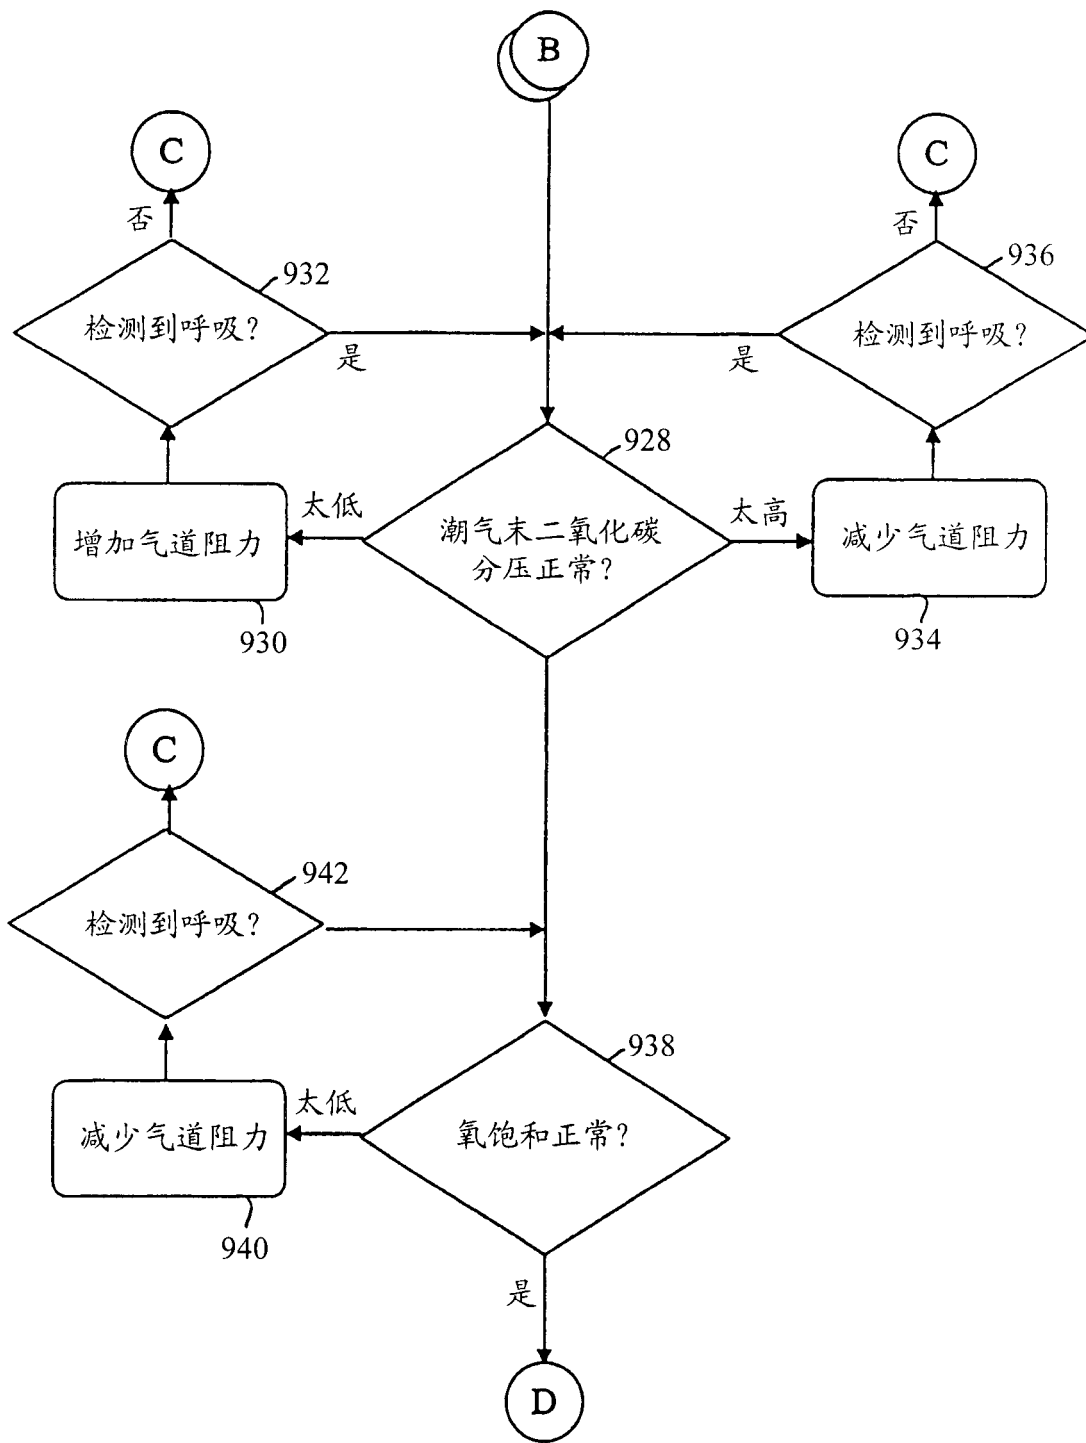 B
C
C
否
否
932
936
检测到呼吸?
检测到呼吸?
是
是
928
太低
太高
增加气道阻力
潮气末二氧化碳
分压正常?
减少气道阻力
930
934
C
942
检测到呼吸?
938
太低
减少气道阻力
氧饱和正常?
940
是
D